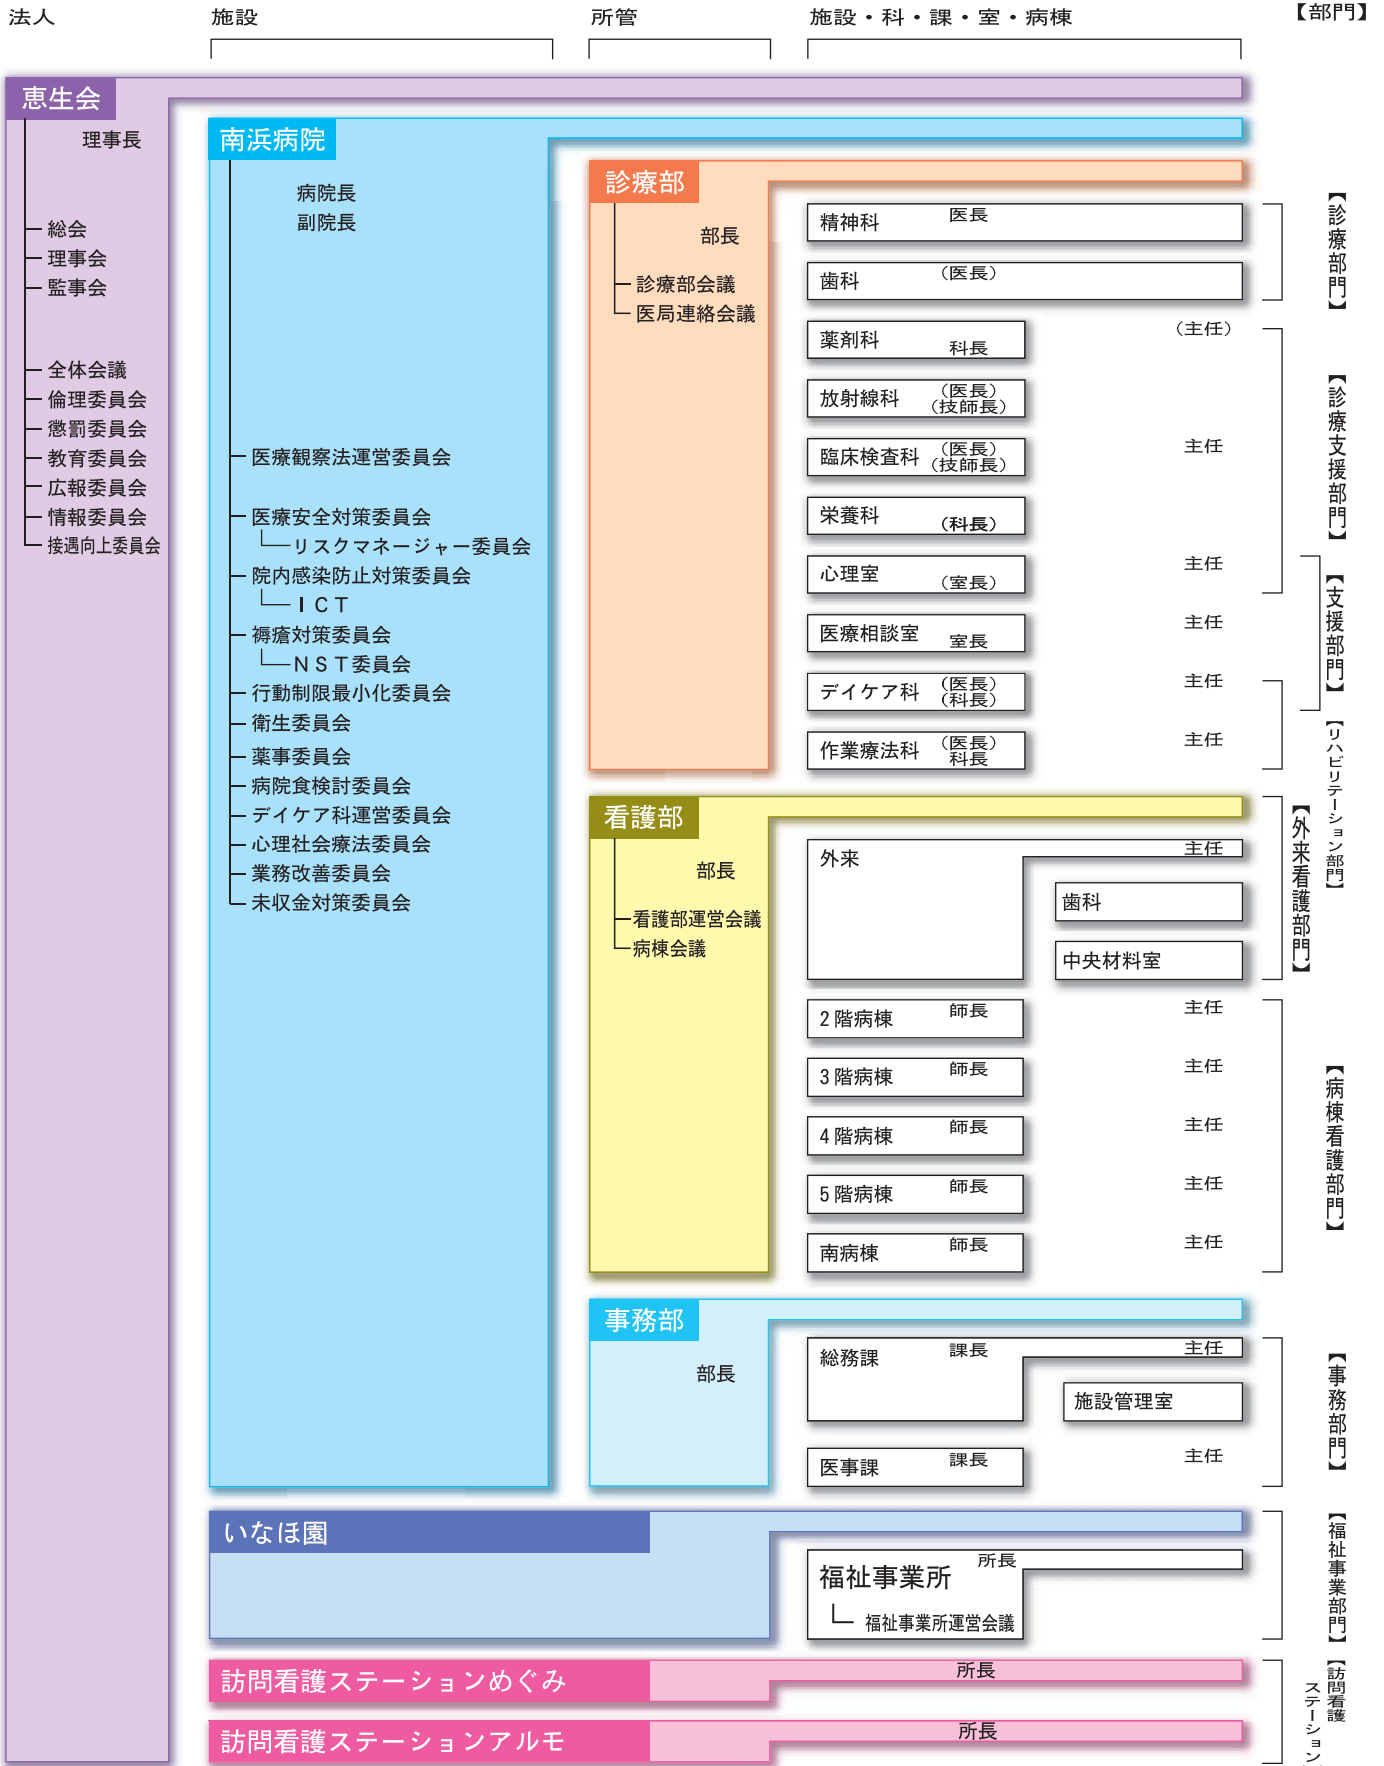 法人
施設
所管
施設・科・課・室・病棟
【部門】
恵生会
理事長
総会
理事会
監事会
全体会議
倫理委員会
懲罰委員会
教育委員会
広報委員会
情報委員会
接遇向上委員会
南浜病院
病院長
副院長
医療観察法運営委員会
医療安全対策委員会
リスクマネージャー委員会
院内感染防止対策委員会
ICT
褥瘡対策委員会
NST委員会
行動制限最小化委員会
衛生委員会
薬事委員会
病院食検討委員会
デイケア科運営委員会
心理社会療法委員会
業務改善委員会
未収金対策委員会
診療部
部長
診療部会議
医局連絡会議
精神科 医長
歯科 (医長)
【診療部門】
薬剤科 科長 (主任)
放射線科 (医長)
(技師長)
臨床検査科 (医長)
(技師長) 主任
栄養科 (科長)
心理室 (室長) 主任
【診療支援部門】
医療相談室 室長 主任
デイケア科 (医長)
(科長) 主任
【支援部門】
作業療法科 (医長)
科長 主任
【リハビリテーション部門】
看護部
部長
看護部運営会議
病棟会議
外来 主任
歯科
中央材料室
【外来看護部門】
2階病棟 師長 主任
3階病棟 師長 主任
4階病棟 師長 主任
5階病棟 師長 主任
南病棟 師長 主任
【病棟看護部門】
事務部
部長
総務課 課長 主任
施設管理室
医事課 課長 主任
【事務部門】
いなほ園
福祉事業所 所長
福祉事業所運営会議
【福祉事業部門】
訪問看護ステーションめぐみ 所長
訪問看護ステーションアルモ 所長
【訪問看護
ステーション